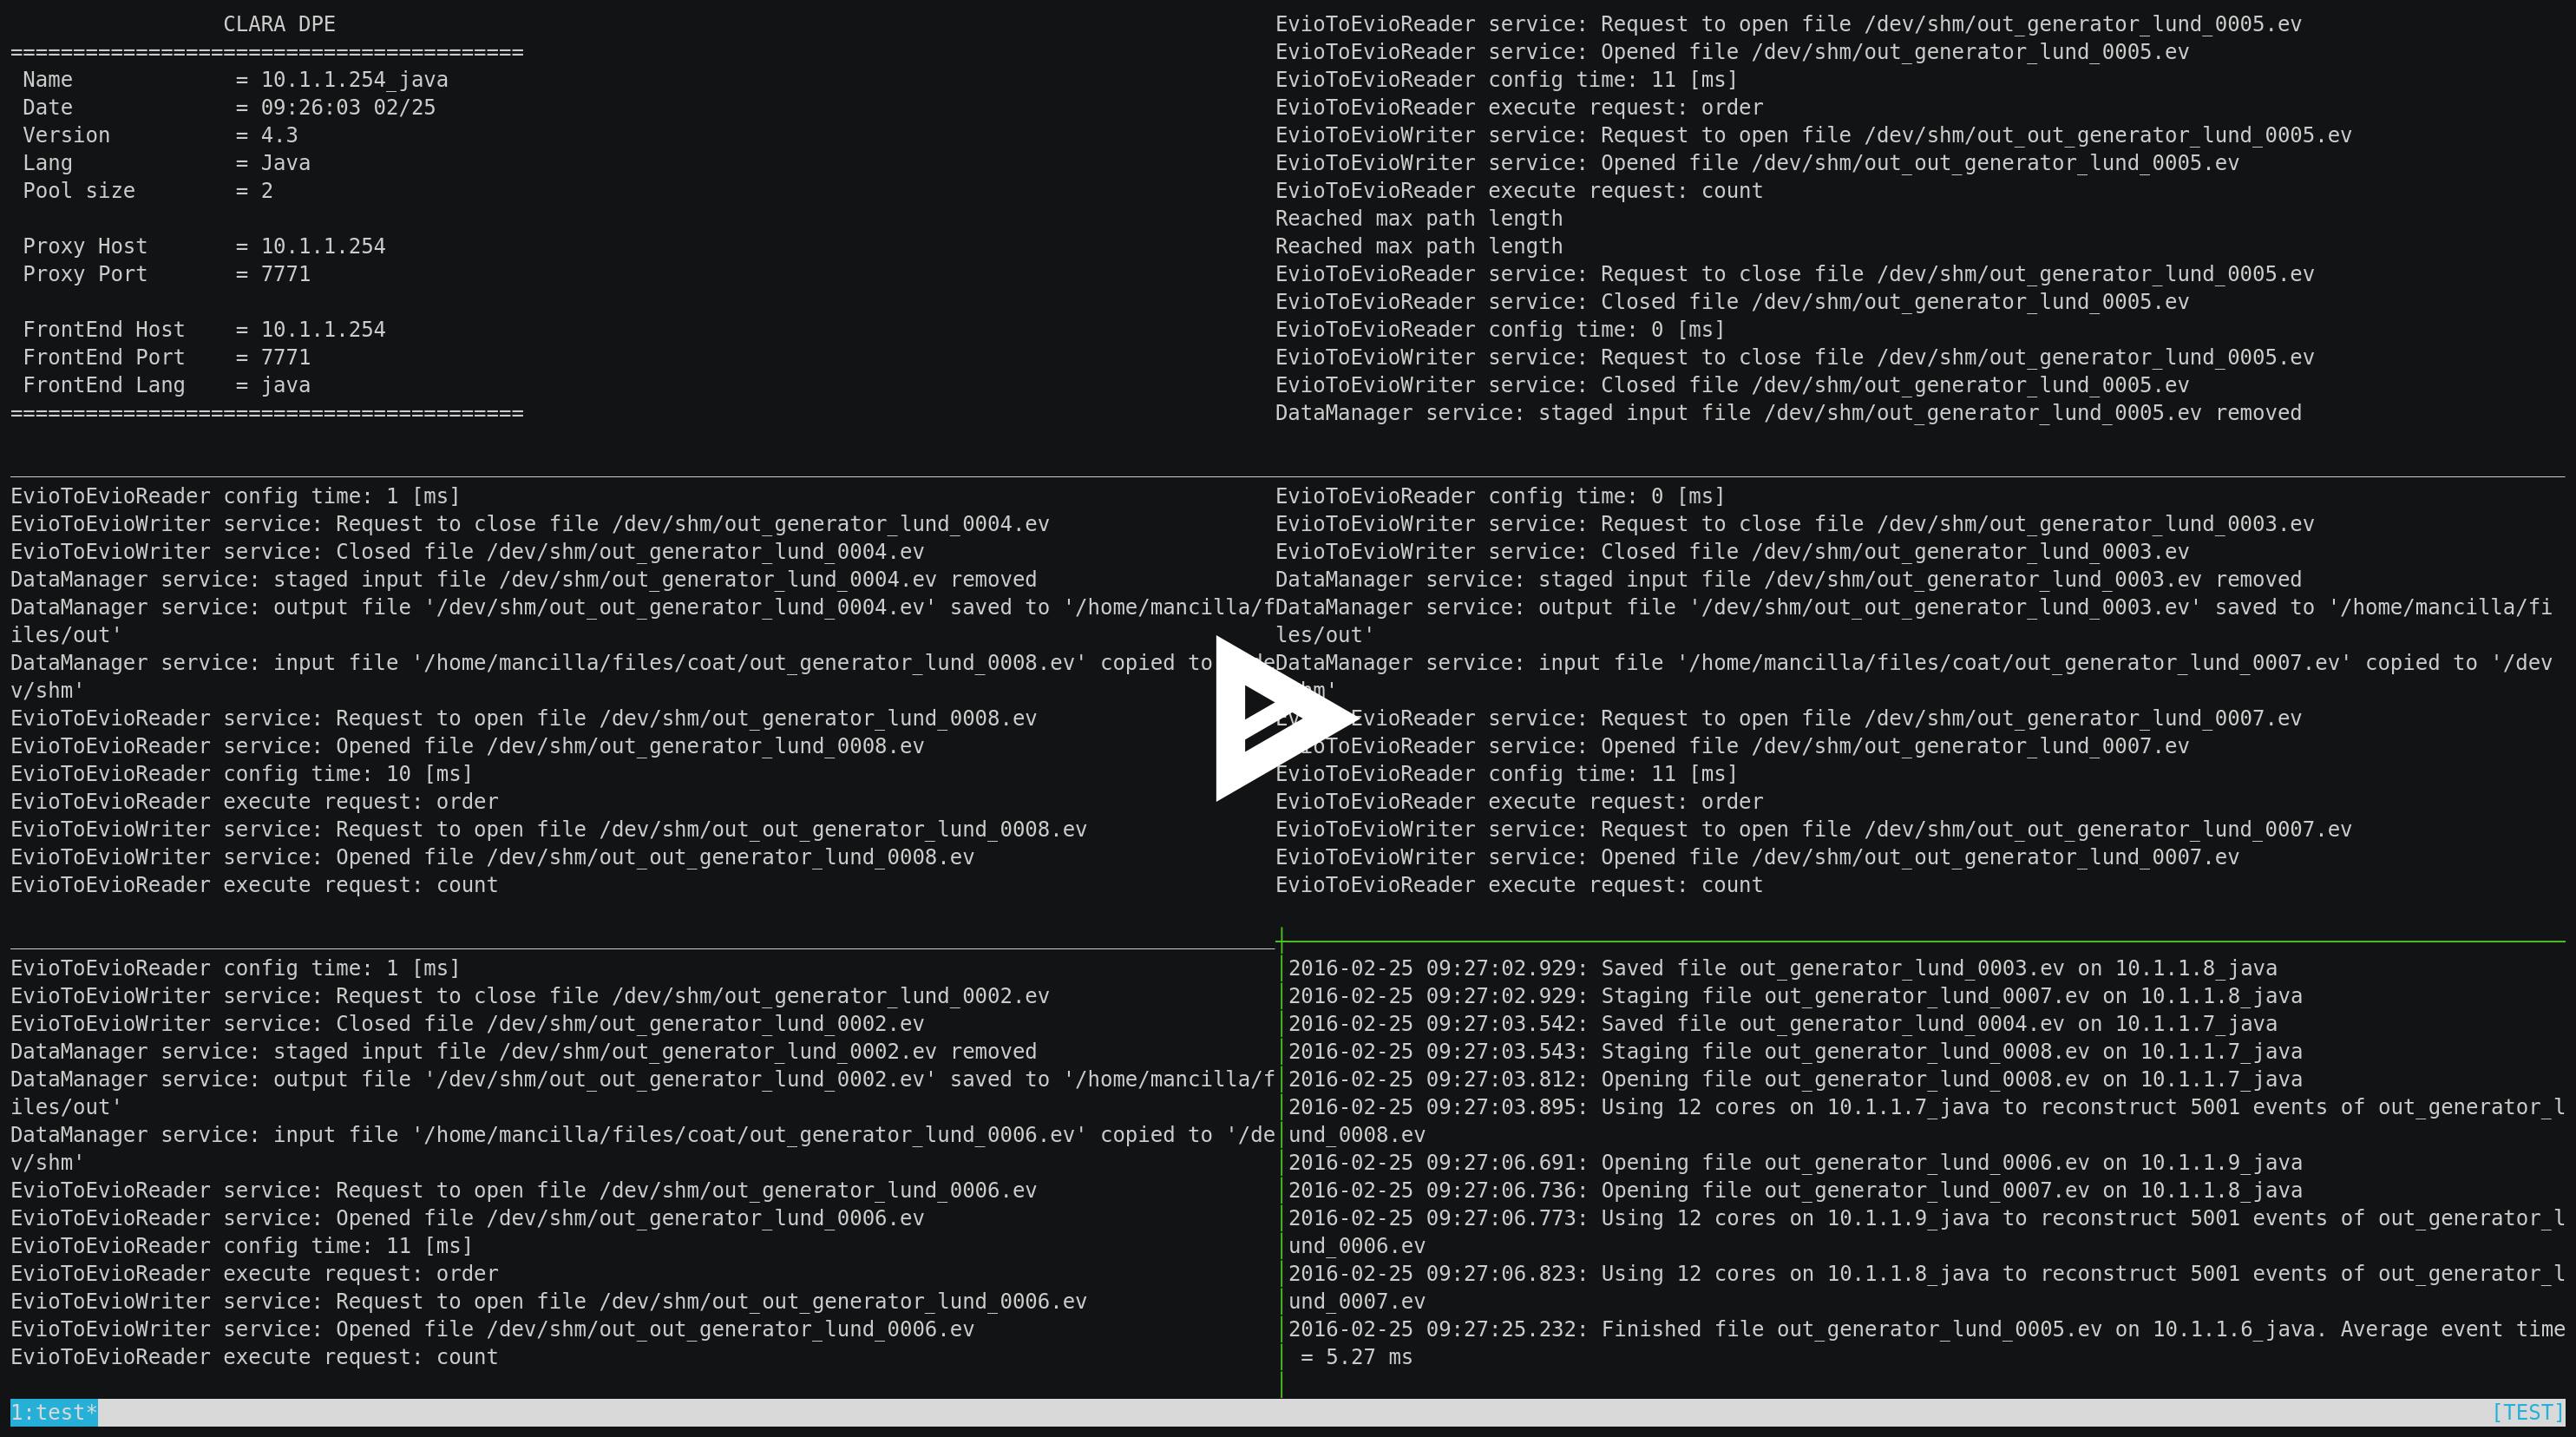 CLARA DPE
=========================================
Name = 10.1.1.254_java
Date = 09:26:03 02/25
Version = 4.3
Lang = Java
Pool size = 2
Proxy Host = 10.1.1.254
Proxy Port = 7771
FrontEnd Host = 10.1.1.254
FrontEnd Port = 7771
FrontEnd Lang = java
=========================================
EvioToEvioReader service: Request to open file /dev/shm/out_generator_lund_0005.ev
EvioToEvioReader service: Opened file /dev/shm/out_generator_lund_0005.ev
EvioToEvioReader config time: 11 [ms]
EvioToEvioReader execute request: order
EvioToEvioWriter service: Request to open file /dev/shm/out_out_generator_lund_0005.ev
EvioToEvioWriter service: Opened file /dev/shm/out_out_generator_lund_0005.ev
EvioToEvioReader execute request: count
Reached max path length
Reached max path length
EvioToEvioReader service: Request to close file /dev/shm/out_generator_lund_0005.ev
EvioToEvioReader service: Closed file /dev/shm/out_generator_lund_0005.ev
EvioToEvioReader config time: 0 [ms]
EvioToEvioWriter service: Request to close file /dev/shm/out_generator_lund_0005.ev
EvioToEvioWriter service: Closed file /dev/shm/out_generator_lund_0005.ev
DataManager service: staged input file /dev/shm/out_generator_lund_0005.ev removed
EvioToEvioReader config time: 1 [ms]
EvioToEvioWriter service: Request to close file /dev/shm/out_generator_lund_0004.ev
EvioToEvioWriter service: Closed file /dev/shm/out_generator_lund_0004.ev
DataManager service: staged input file /dev/shm/out_generator_lund_0004.ev removed
DataManager service: output file '/dev/shm/out_out_generator_lund_0004.ev' saved to '/home/mancilla/f
iles/out'
DataManager service: input file '/home/mancilla/files/coat/out_generator_lund_0008.ev' copied to
v/shm'
EvioToEvioReader service: Request to open file /dev/shm/out_generator_lund_0008.ev
EvioToEvioReader service: Opened file /dev/shm/out_generator_lund_0008.ev
EvioToEvioReader config time: 10 [ms]
EvioToEvioReader execute request: order
EvioToEvioWriter service: Request to open file /dev/shm/out_out_generator_lund_0008.ev
EvioToEvioWriter service: Opened file /dev/shm/out_out_generator_lund_0008.ev
EvioToEvioReader execute request: count
EvioToEvioReader config time: 0 [ms]
EvioToEvioWriter service: Request to close file /dev/shm/out_generator_lund_0003.ev
EvioToEvioWriter service: Closed file /dev/shm/out_generator_lund_0003.ev
DataManager service: staged input file /dev/shm/out_generator_lund_0003.ev removed
DataManager service: output file '/dev/shm/out_out_generator_lund_0003.ev' saved to '/home/mancilla/fi
les/out'
DataManager service: input file '/home/mancilla/files/coat/out_generator_lund_0007.ev' copied to '/dev
EvioToEvioReader service: Request to open file /dev/shm/out_generator_lund_0007.ev
EvioToEvioReader service: Opened file /dev/shm/out_generator_lund_0007.ev
EvioToEvioReader config time: 11 [ms]
EvioToEvioReader execute request: order
EvioToEvioWriter service: Request to open file /dev/shm/out_out_generator_lund_0007.ev
EvioToEvioWriter service: Opened file /dev/shm/out_out_generator_lund_0007.ev
EvioToEvioReader execute request: count
EvioToEvioReader config time: 1 [ms]
EvioToEvioWriter service: Request to close file /dev/shm/out_generator_lund_0002.ev
EvioToEvioWriter service: Closed file /dev/shm/out_generator_lund_0002.ev
DataManager service: staged input file /dev/shm/out_generator_lund_0002.ev removed
DataManager service: output file '/dev/shm/out_out_generator_lund_0002.ev' saved to '/home/mancilla/f
iles/out'
DataManager service: input file '/home/mancilla/files/coat/out_generator_lund_0006.ev' copied to '/de
v/shm'
EvioToEvioReader service: Request to open file /dev/shm/out_generator_lund_0006.ev
EvioToEvioReader service: Opened file /dev/shm/out_generator_lund_0006.ev
EvioToEvioReader config time: 11 [ms]
EvioToEvioReader execute request: order
EvioToEvioWriter service: Request to open file /dev/shm/out_out_generator_lund_0006.ev
EvioToEvioWriter service: Opened file /dev/shm/out_out_generator_lund_0006.ev
EvioToEvioReader execute request: count
2016-02-25 09:27:02.929: Saved file out_generator_lund_0003.ev on 10.1.1.8_java
2016-02-25 09:27:02.929: Staging file out_generator_lund_0007.ev on 10.1.1.8_java
2016-02-25 09:27:03.542: Saved file out_generator_lund_0004.ev on 10.1.1.7_java
2016-02-25 09:27:03.543: Staging file out_generator_lund_0008.ev on 10.1.1.7_java
2016-02-25 09:27:03.812: Opening file out_generator_lund_0008.ev on 10.1.1.7_java
2016-02-25 09:27:03.895: Using 12 cores on 10.1.1.7_java to reconstruct 5001 events of out_generator_l
und_0008.ev
2016-02-25 09:27:06.691: Opening file out_generator_lund_0006.ev on 10.1.1.9_java
2016-02-25 09:27:06.736: Opening file out_generator_lund_0007.ev on 10.1.1.8_java
2016-02-25 09:27:06.773: Using 12 cores on 10.1.1.9_java to reconstruct 5001 events of out_generator_l
und_0006.ev
2016-02-25 09:27:06.823: Using 12 cores on 10.1.1.8_java to reconstruct 5001 events of out_generator_l
und_0007.ev
2016-02-25 09:27:25.232: Finished file out_generator_lund_0005.ev on 10.1.1.6_java. Average event time
= 5.27 ms
1:test* [TEST]